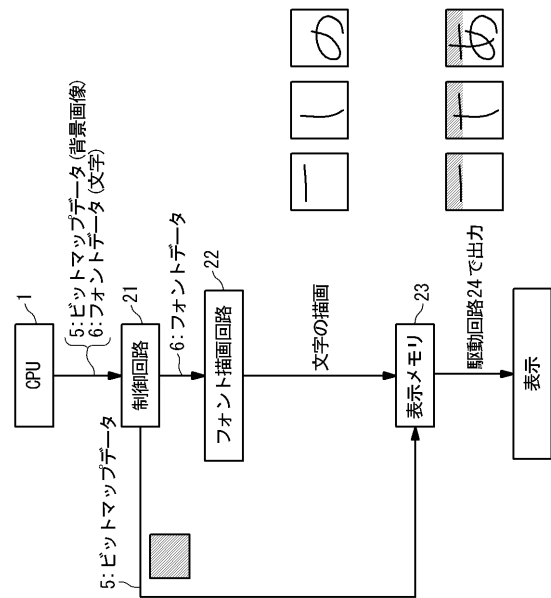 CPU
1
5:ビットマップデータ(背景画像)
6:フォントデータ(文字)
5:ビットマップデータ
制御回路
21
6:フォントデータ
フォント描画回路
22
文字の描画
表示メモリ
23
駆動回路24で出力
表示
あ